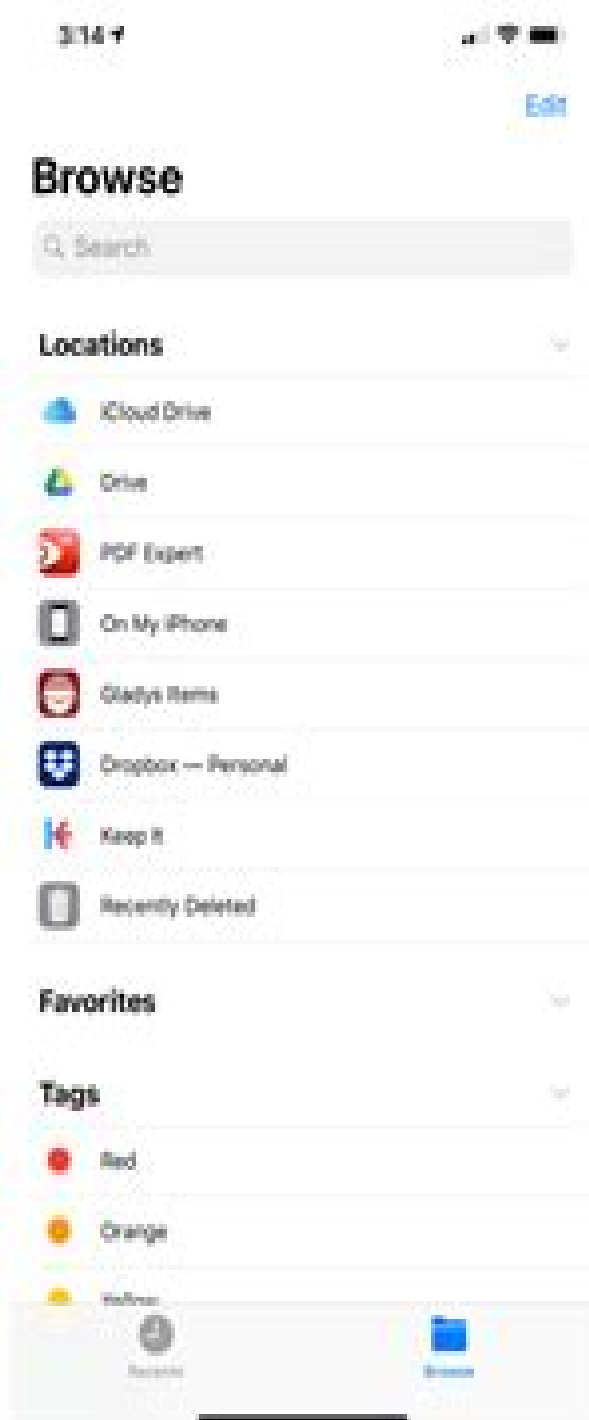 3:14
Edit
Browse
Search
Locations
iCloud Drive
Drive
PDF Expert
On My iPhone
Gladys Items
Dropbox — Personal
Keep It
Recently Deleted
Favorites
Tags
Red
Orange
Yellow
Recents
Browse